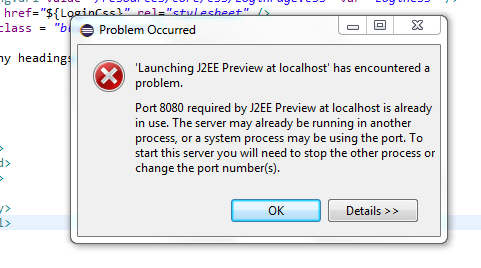 href="${LoginCss}" rel="stylesheet" />
class = "b
Problem Occurred
ny headings
'Launching J2EE Preview at localhost' has encountered a
problem.
Port 8080 required by J2EE Preview at localhost is already
in use. The server may already be running in another
process, or a system process may be using the port. To
start this server you will need to stop the other process or
change the port number(s).
>
d>
>
y>
l>
OK
Details >>